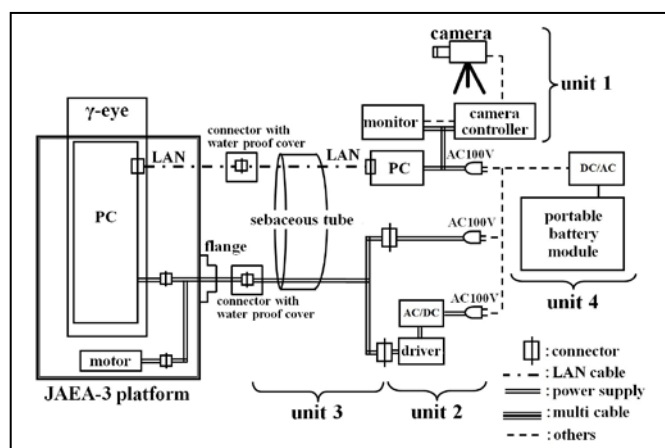 camera
unit 1
γ-eye
monitor
camera
controller
connector with
water proof cover
LAN
LAN
AC100V
PC
DC/AC
PC
sebaceous tube
AC100V
portable
battery
module
flange
connector with
water proof cover
unit 4
AC100V
AC/DC
motor
driver
: connector
JAEA-3 platform
: LAN cable
unit 3
unit 2
: power supply
: multi cable
: others